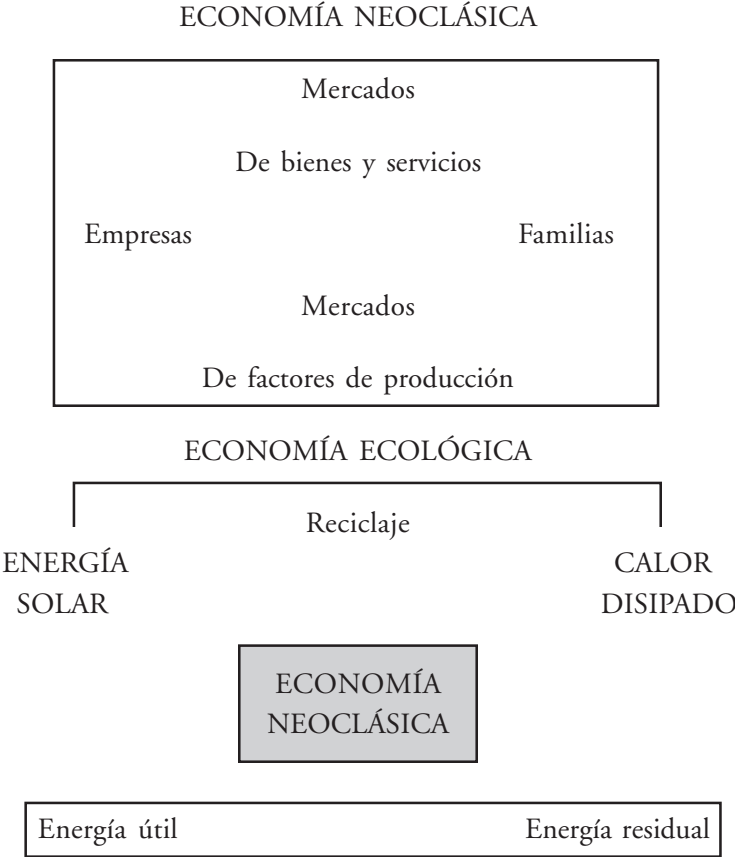 ECONOMÍA NEOCLÁSICA
Mercados
De bienes y servicios
Empresas Familias
Mercados
De factores de producción
ECONOMÍA ECOLÓGICA
Reciclaje
ENERGÍA CALOR
SOLAR DISIPADO
ECONOMÍA
NEOCLÁSICA
Energía útil Energía residual